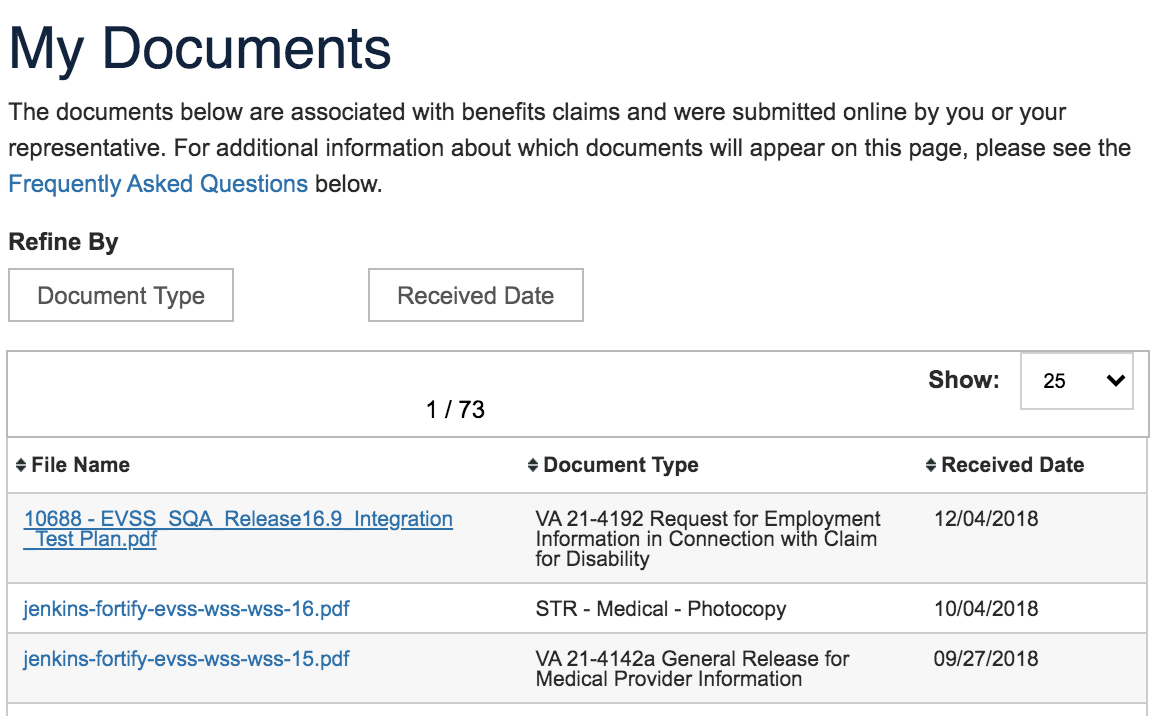 My Documents
The documents below are associated with benefits claims and were submitted online by you or your
representative. For additional information about which documents will appear on this page, please see the
Frequently Asked Questions below.
Refine By
Document Type
Received Date
Show: 25
1 / 73
File Name Document Type Received Date
10688 - EVSS_SQA_Release16.9_Integration
_Test Plan.pdf
VA 21-4192 Request for Employment
Information in Connection with Claim
for Disability
12/04/2018
jenkins-fortify-evss-wss-wss-16.pdf STR - Medical - Photocopy 10/04/2018
jenkins-fortify-evss-wss-wss-15.pdf
VA 21-4142a General Release for
Medical Provider Information
09/27/2018